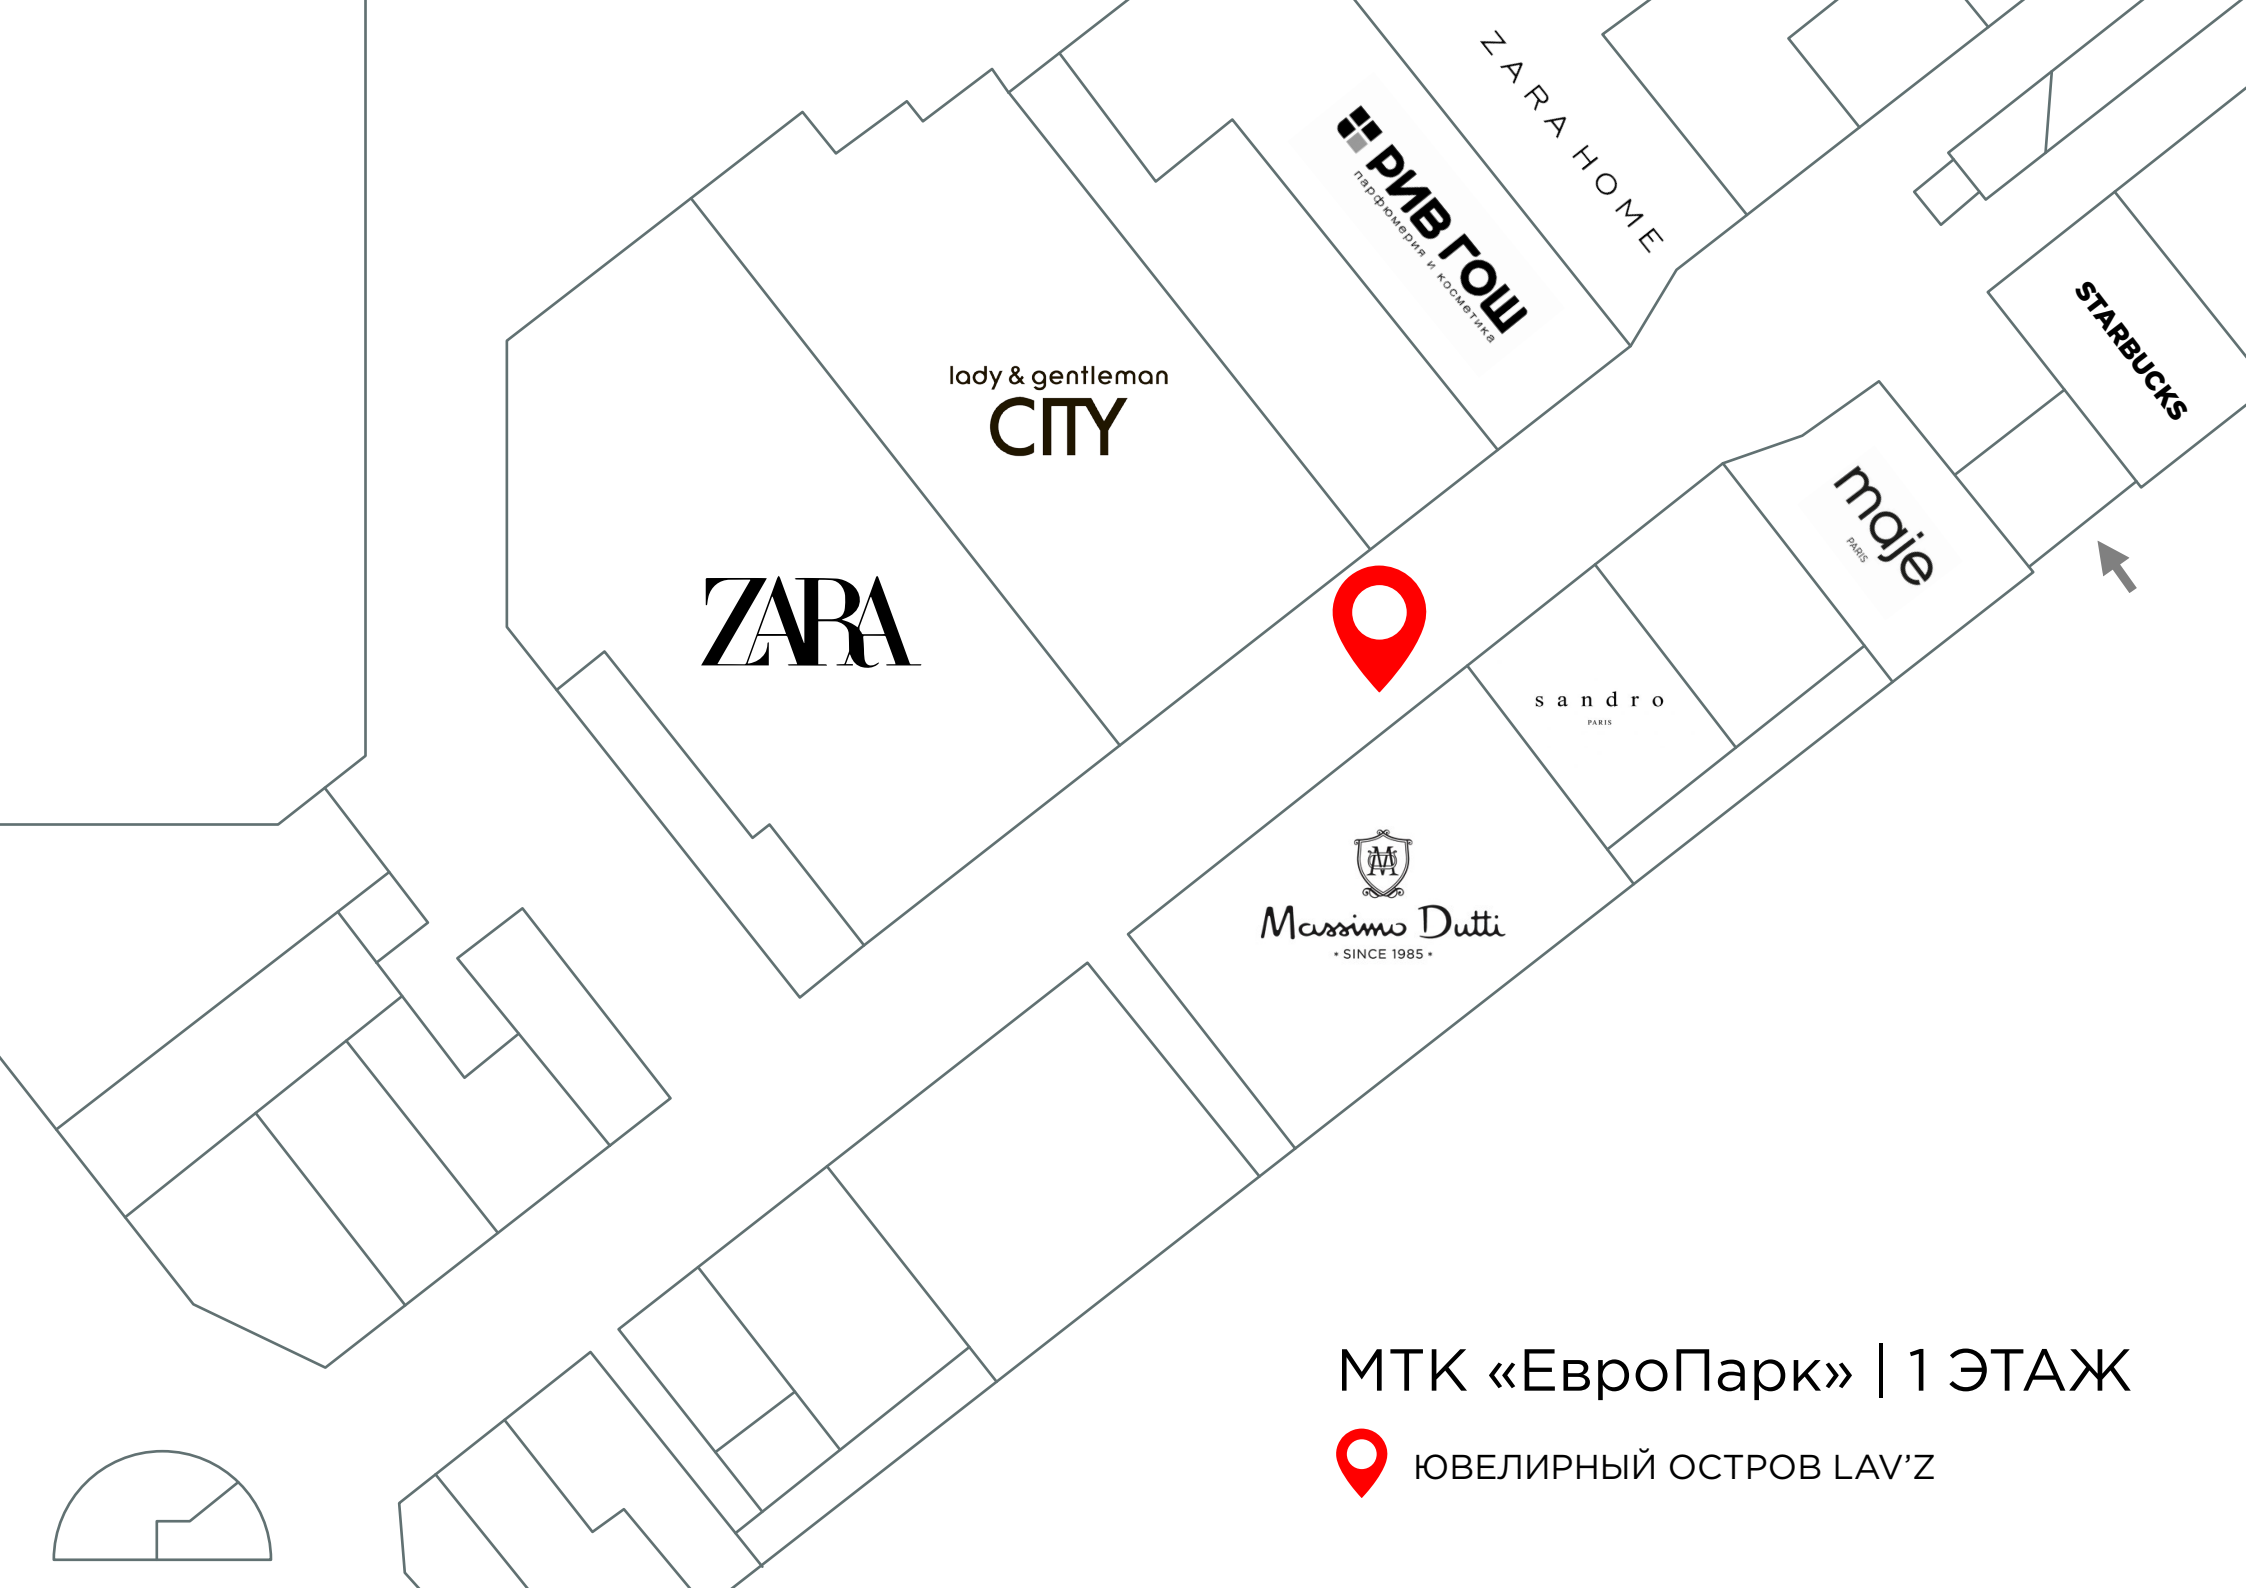 ZARA HOME
РИВ ГОШ
парфюмерия и косметика
STARBUCKS
lady & gentleman
CITY
maje
PARIS
ZARA
sandro
PARIS
M
Massimo Dutti
* SINCE 1985 *
МТК «ЕвроПарк» | 1 ЭТАЖ
ЮВЕЛИРНЫЙ ОСТРОВ LAV’Z